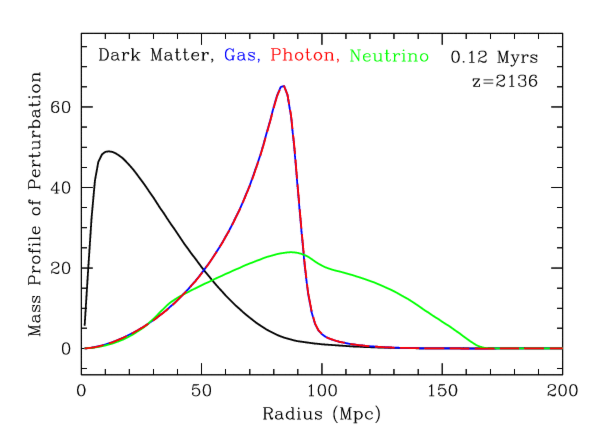 Dark Matter, Gas, Photon, Neutrino
0.12 Myrs
z=2136
Mass Profile of Perturbation
60
40
20
0
0 50 100 150 200
Radius (Mpc)